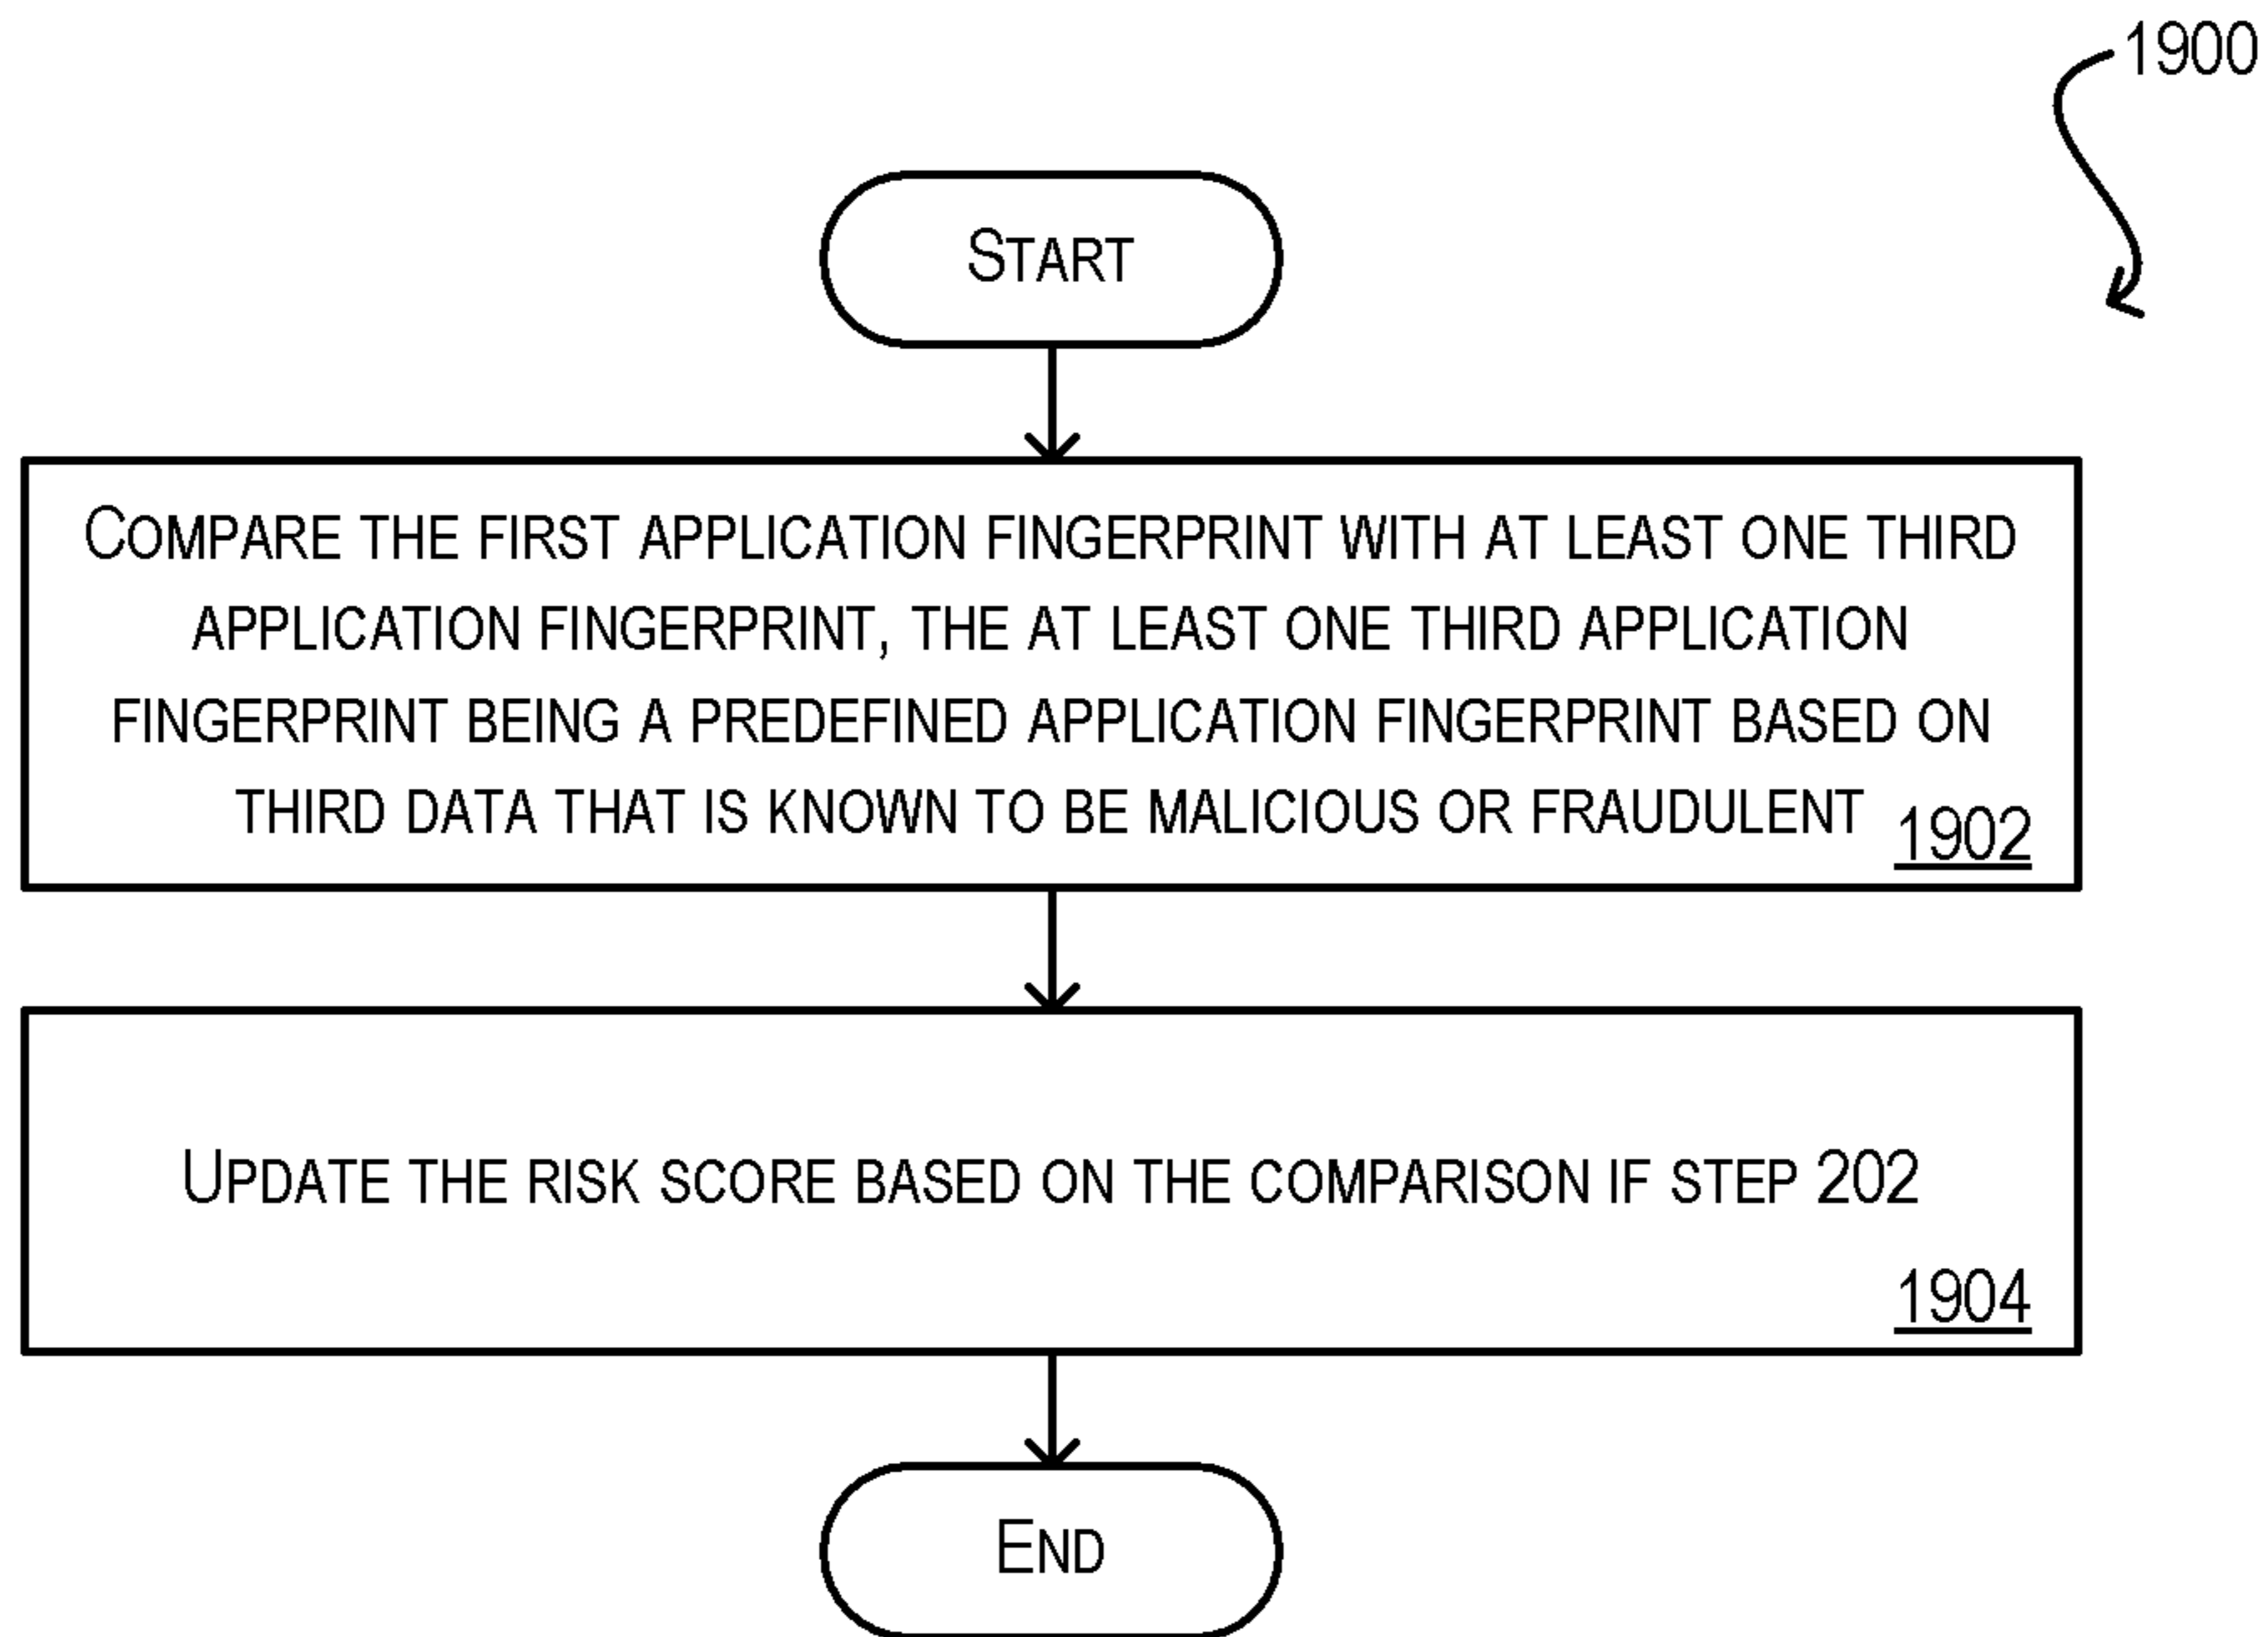 1900
START
COMPARE THE FIRST APPLICATION FINGERPRINT WITH AT LEAST ONE THIRD
APPLICATION FINGERPRINT, THE AT LEAST ONE THIRD APPLICATION
FINGERPRINT BEING A PREDEFINED APPLICATION FINGERPRINT BASED ON
THIRD DATA THAT IS KNOWN TO BE MALICIOUS OR FRAUDULENT
1902
UPDATE THE RISK SCORE BASED ON THE COMPARISON IF STEP 202
1904
END